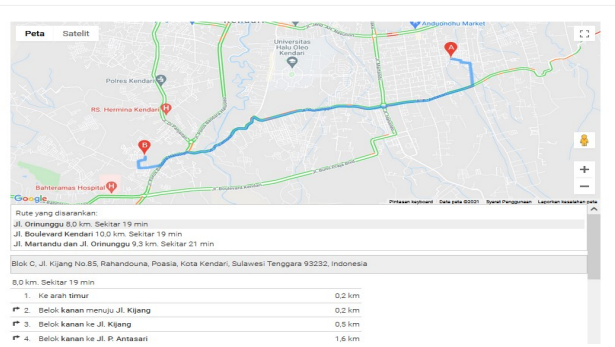 Peta Satelit
Anduonohu Market
Universitas
Halu Oleo
Kendari
A
Polres Kendari
RS. Hermina Kendari
B
Bahteramas Hospital
Google
Pintasan keyboard Data peta ©2021 Syarat Penggunaan Laporkan kesalahan peta
Rute yang disarankan:
Jl. Orinunggu 8,0 km. Sekitar 19 min
Jl. Boulevard Kendari 10,0 km. Sekitar 19 min
Jl. Martandu dan Jl. Orinunggu 9,3 km. Sekitar 21 min
Blok C, Jl. Kijang No.85, Rahandouna, Poasia, Kota Kendari, Sulawesi Tenggara 93232, Indonesia
8,0 km. Sekitar 19 min
1. Ke arah timur 0,2 km
2. Belok kanan menuju Jl. Kijang 0,2 km
3. Belok kanan ke Jl. Kijang 0,5 km
4. Belok kanan ke Jl. P. Antasari 1,6 km